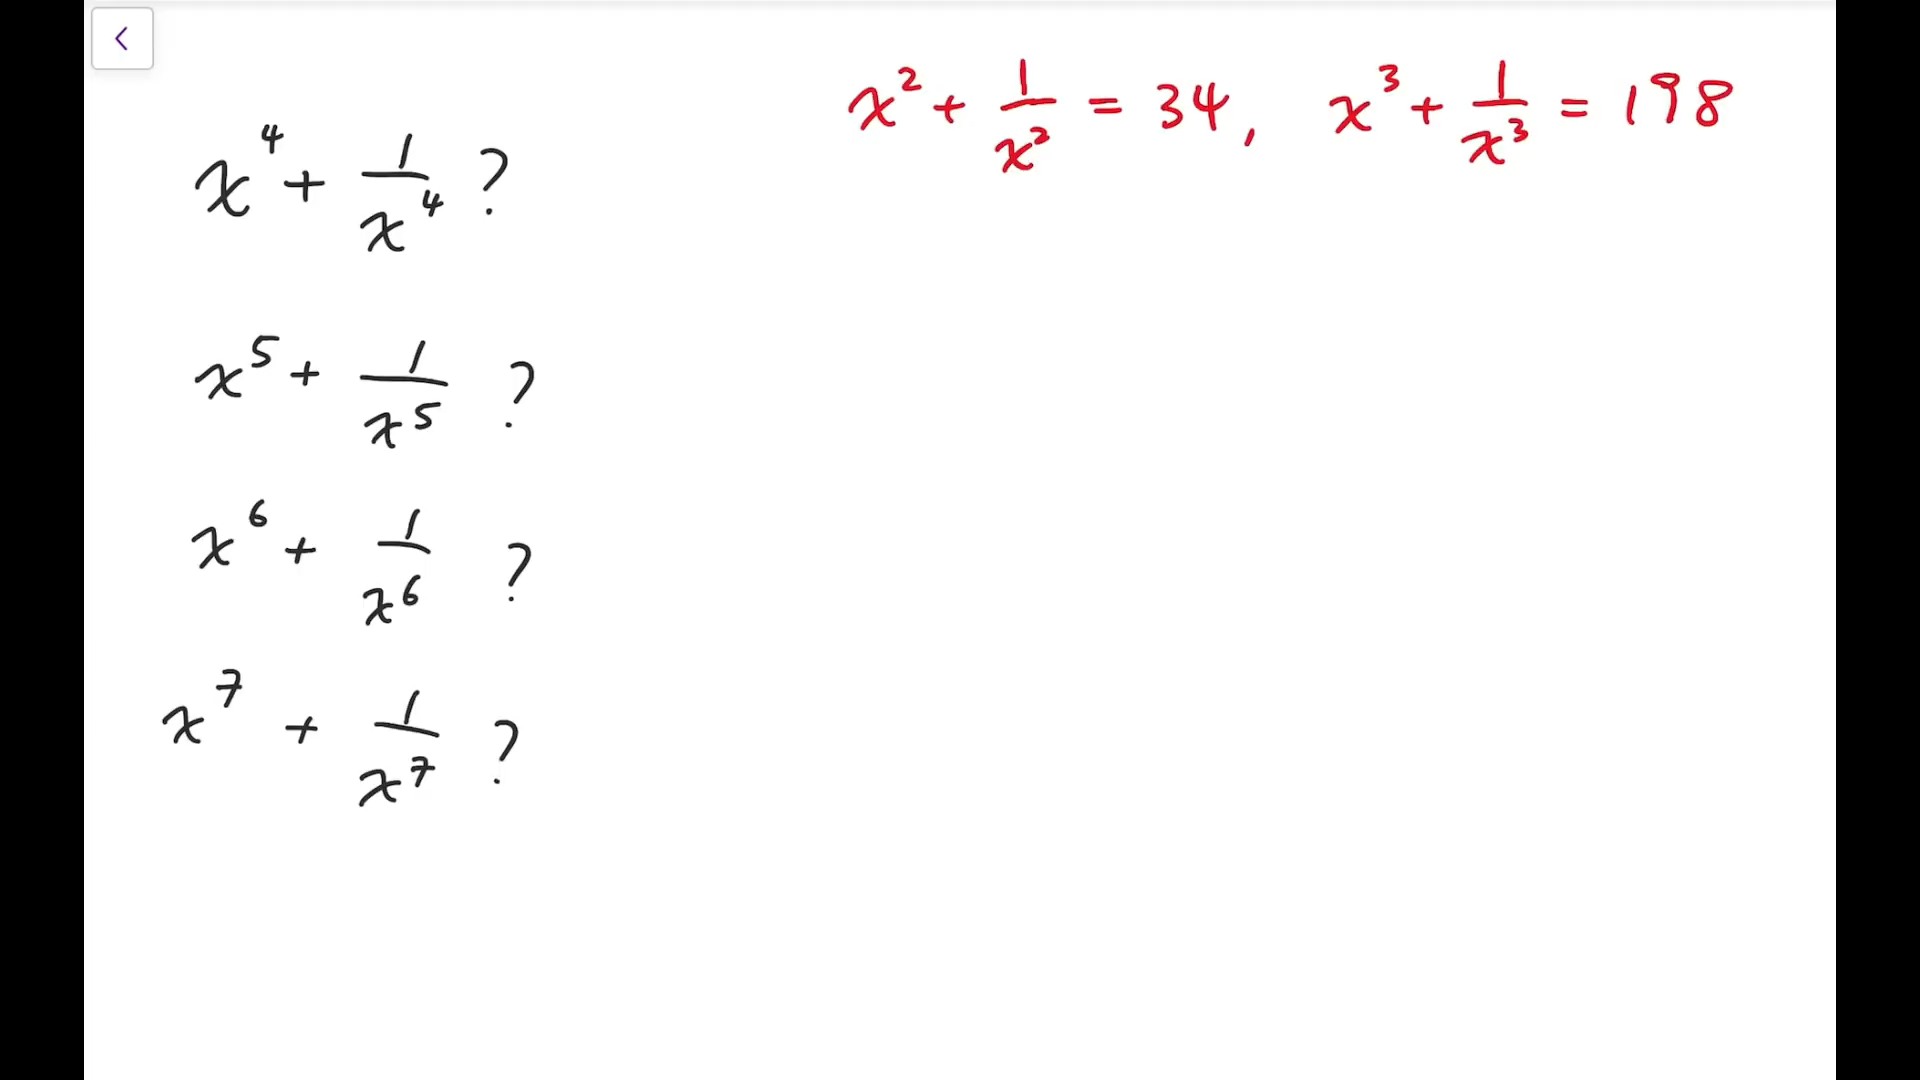 x² + 1/x² = 34, x³ + 1/x³ = 198
x⁴ + 1/x⁴ ?
x⁵ + 1/x⁵ ?
x⁶ + 1/x⁶ ?
x⁷ + 1/x⁷ ?